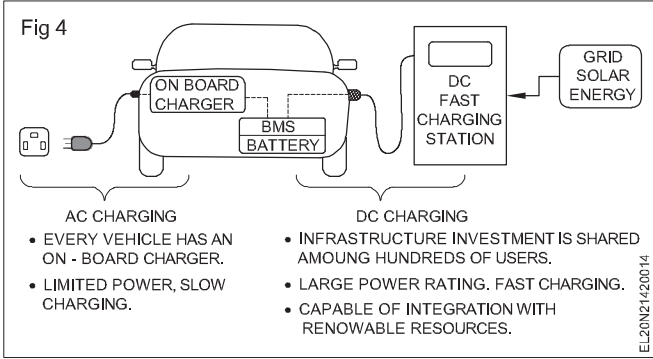 Fig 4
ON BOARD
CHARGER
BMS
BATTERY
DC
FAST
CHARGING
STATION
GRID
SOLAR
ENERGY
AC CHARGING
• EVERY VEHICLE HAS AN
ON - BOARD CHARGER.
• LIMITED POWER, SLOW
CHARGING.
DC CHARGING
• INFRASTRUCTURE INVESTMENT IS SHARED
AMOUNG HUNDREDS OF USERS.
• LARGE POWER RATING. FAST CHARGING.
• CAPABLE OF INTEGRATION WITH
RENOWABLE RESOURCES.
EL20N21420014